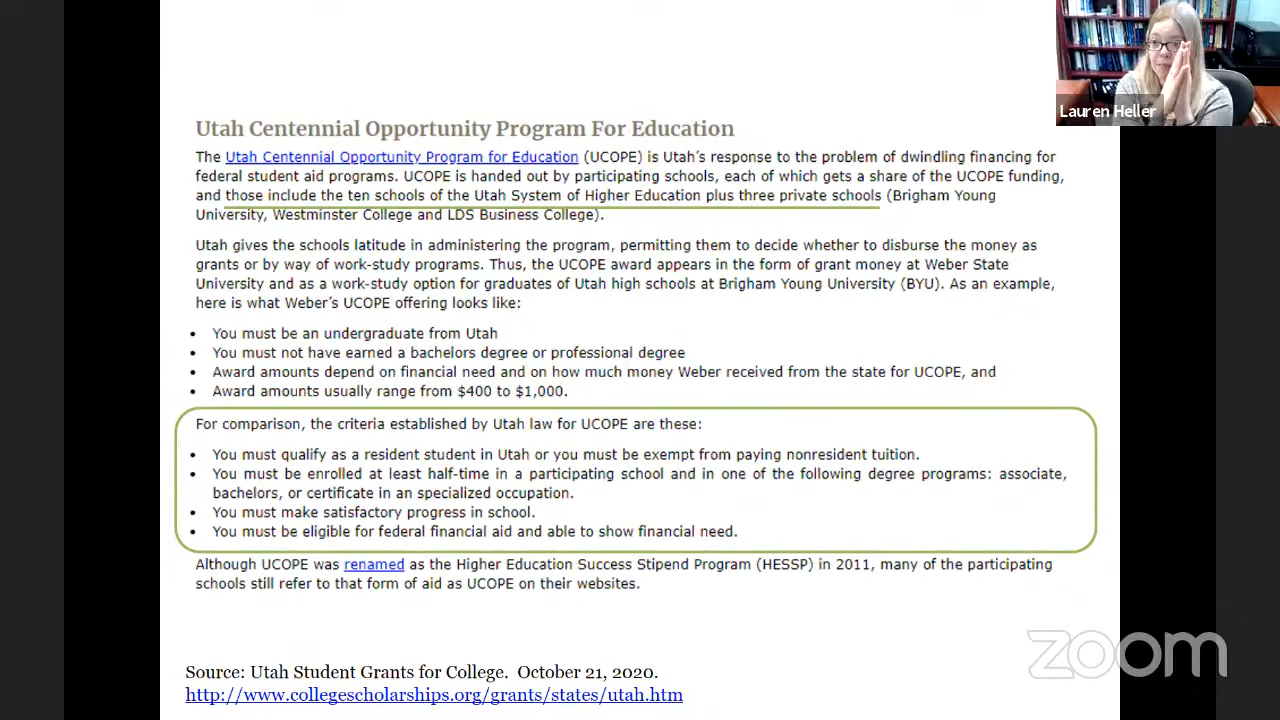 Lauren Heller
Utah Centennial Opportunity Program For Education
The Utah Centennial Opportunity Program for Education (UCOPE) is Utah's response to the problem of dwindling financing for
federal student aid programs. UCOPE is handed out by participating schools, each of which gets a share of the UCOPE funding,
and those include the ten schools of the Utah System of Higher Education plus three private schools (Brigham Young
University, Westminster College and LDS Business College).
Utah gives the schools latitude in administering the program, permitting them to decide whether to disburse the money as
grants or by way of work-study programs. Thus, the UCOPE award appears in the form of grant money at Weber State
University and as a work-study option for graduates of Utah high schools at Brigham Young University (BYU). As an example,
here is what Weber's UCOPE offering looks like:
• You must be an undergraduate from Utah
• You must not have earned a bachelors degree or professional degree
• Award amounts depend on financial need and on how much money Weber received from the state for UCOPE, and
• Award amounts usually range from $400 to $1,000.
For comparison, the criteria established by Utah law for UCOPE are these:
• You must qualify as a resident student in Utah or you must be exempt from paying nonresident tuition.
• You must be enrolled at least half-time in a participating school and in one of the following degree programs: associate,
bachelors, or certificate in an specialized occupation.
• You must make satisfactory progress in school.
• You must be eligible for federal financial aid and able to show financial need.
Although UCOPE was renamed as the Higher Education Success Stipend Program (HESSP) in 2011, many of the participating
schools still refer to that form of aid as UCOPE on their websites.
zoom
Source: Utah Student Grants for College. October 21, 2020.
http://www.collegescholarships.org/grants/states/utah.htm